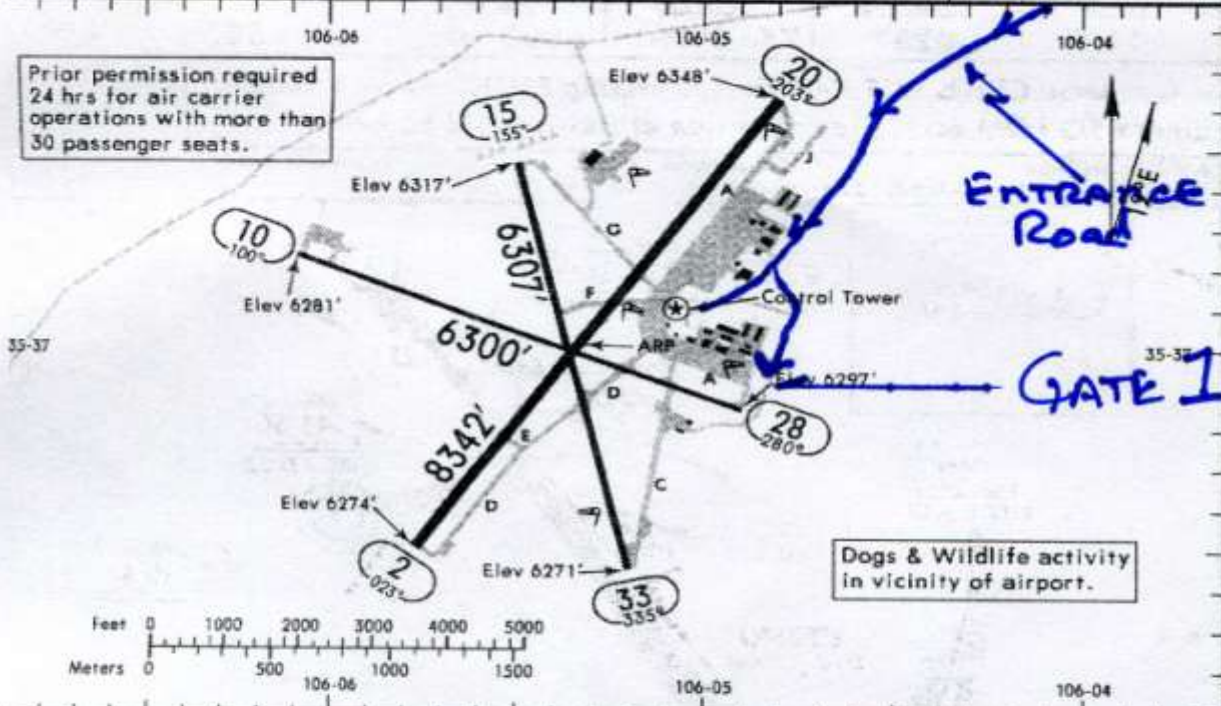 106-06
106-05
106-04
Prior permission required
24 hrs for air carrier
operations with more than
30 passenger seats.
Elev 6348'
20
203°
15
155°
A
J
Elev 6317'
ENTRANCE
Road
10
100°
G
6307'
Elev 6281'
F
Control Tower
6300'
ARP
35-37
35-37
A
Elev 6297'
GATE 1
D
28
280°
8342'
E
C
D
Elev 6274'
2
023°
Elev 6271'
33
335°
Dogs & Wildlife activity
in vicinity of airport.
Feet 0 1000 2000 3000 4000 5000
Meters 0 500 1000 1500
106-06
106-05
106-04